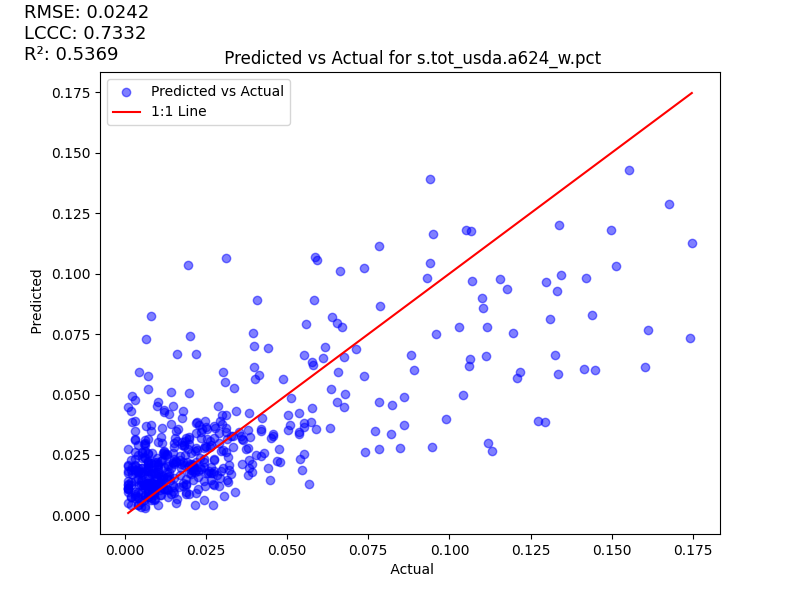 RMSE: 0.0242
LCCC: 0.7332
R²: 0.5369
Predicted vs Actual for s.tot_usda.a624_w.pct
Predicted vs Actual
1:1 Line
0.175
0.150
0.125
0.100
0.075
0.050
0.025
0.000
Predicted
0.000 0.025 0.050 0.075 0.100 0.125 0.150 0.175
Actual